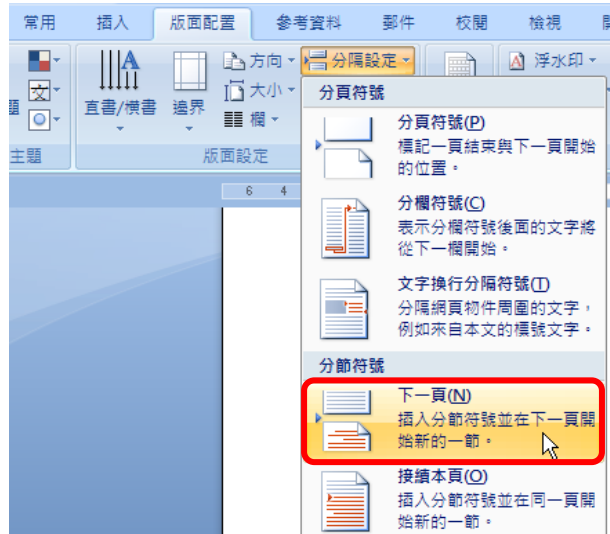 常用 插入 版面配置 參考資料 郵件 校閱 檢視
文 直書/橫書 邊界 方向 分隔設定 浮水印
大小
欄
主題 版面設定
6 4
分頁符號
分頁符號(P)
標記一頁結束與下一頁開始
的位置。
分欄符號(C)
表示分欄符號後面的文字將
從下一欄開始。
文字換行分隔符號(T)
分隔網頁物件周圍的文字，
例如來自本文的標號文字。
分節符號
下一頁(N)
插入分節符號並在下一頁開
始新的一節。
接續本頁(O)
插入分節符號並在同一頁開
始新的一節。